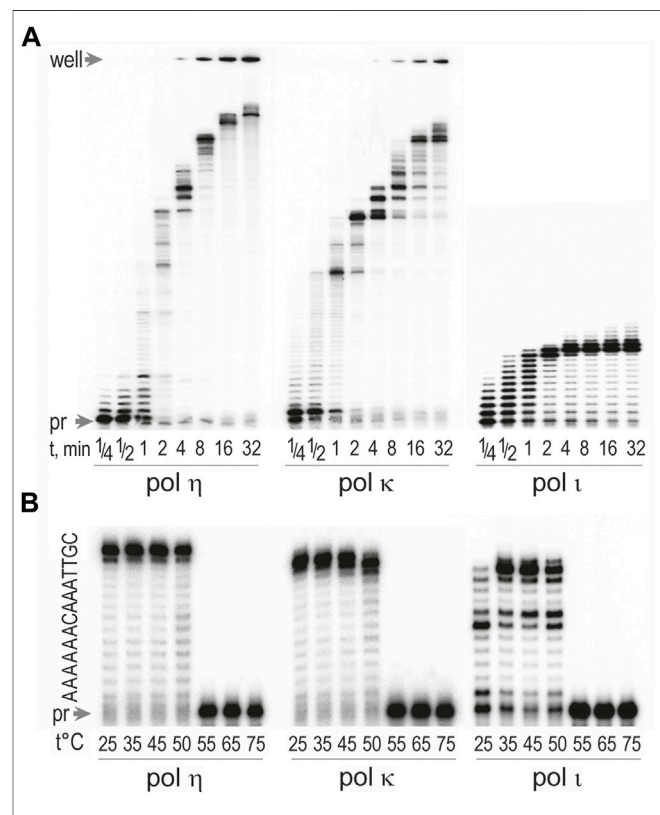 A
well
pr
t, min 1/4 1/2 1 2 4 8 16 32 1/4 1/2 1 2 4 8 16 32 1/4 1/2 1 2 4 8 16 32
pol η pol κ pol ι
B
AAAAAAACAAATTGC
pr
t°C 25 35 45 50 55 65 75 25 35 45 50 55 65 75 25 35 45 50 55 65 75
pol η pol κ pol ι